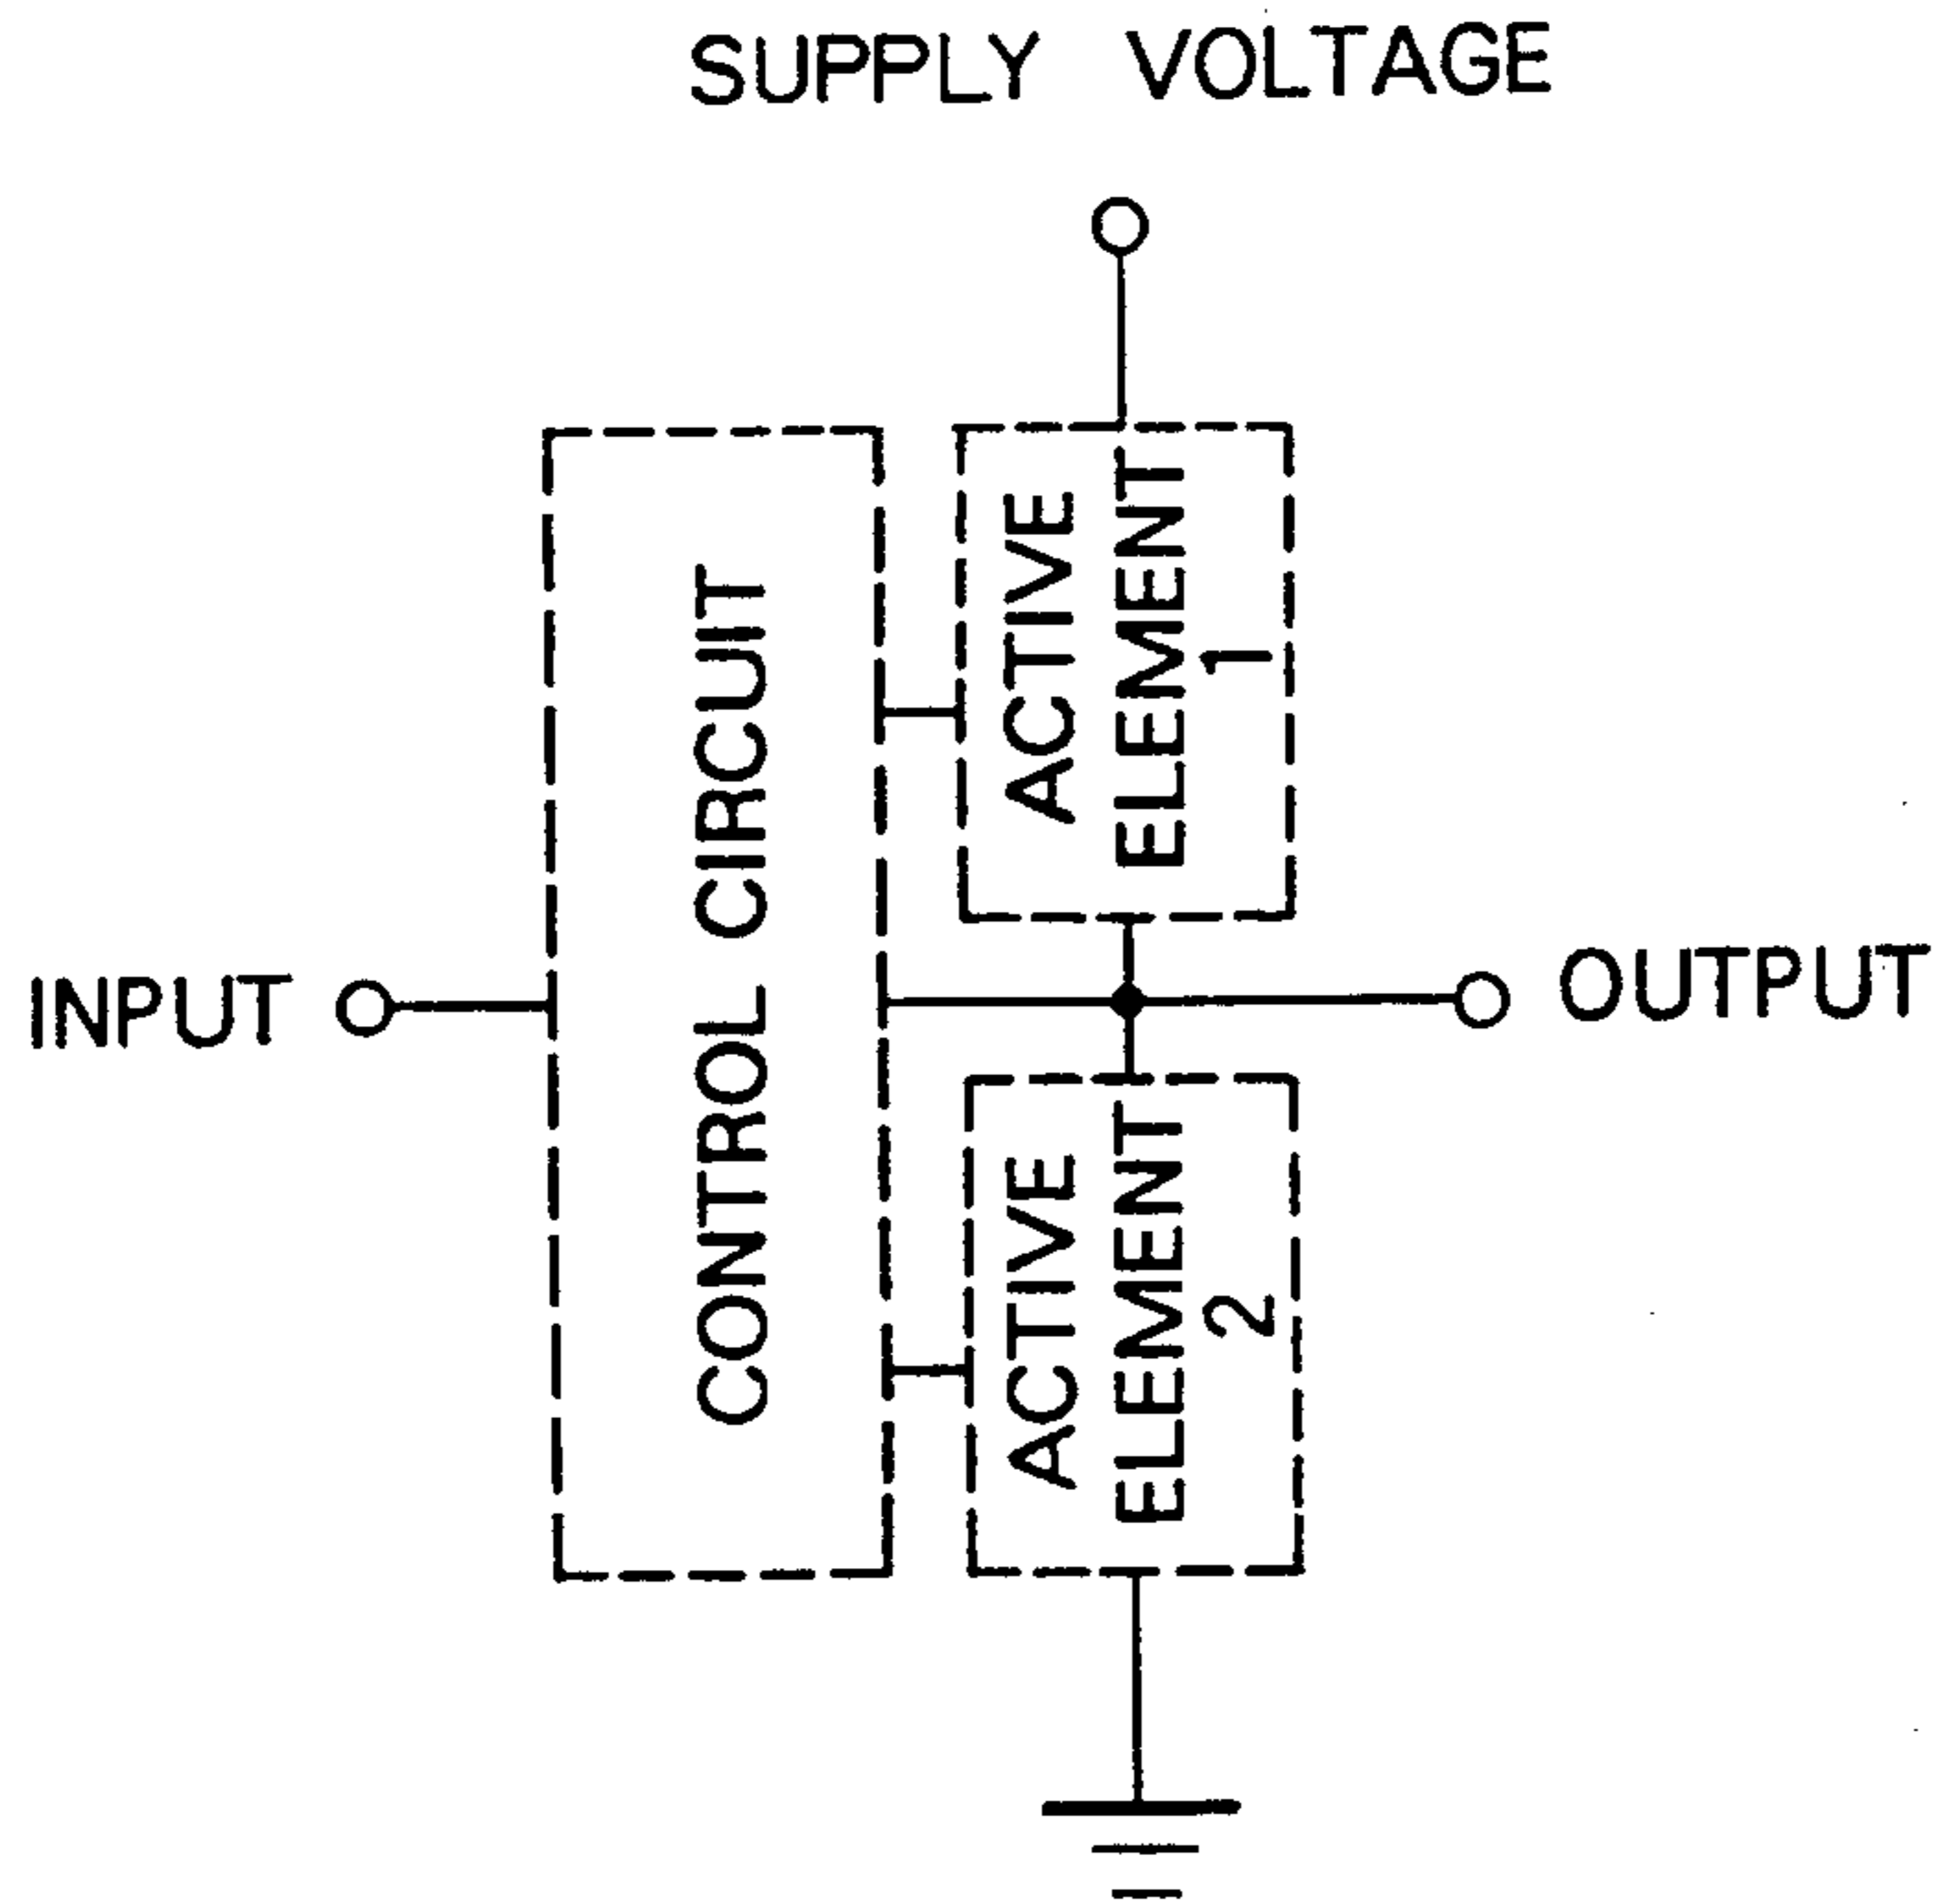 SUPPLY VOLTAGE
INPUT
CONTROL CIRCUIT
ACTIVE
ELEMENT
1
OUTPUT
ACTIVE
ELEMENT
2